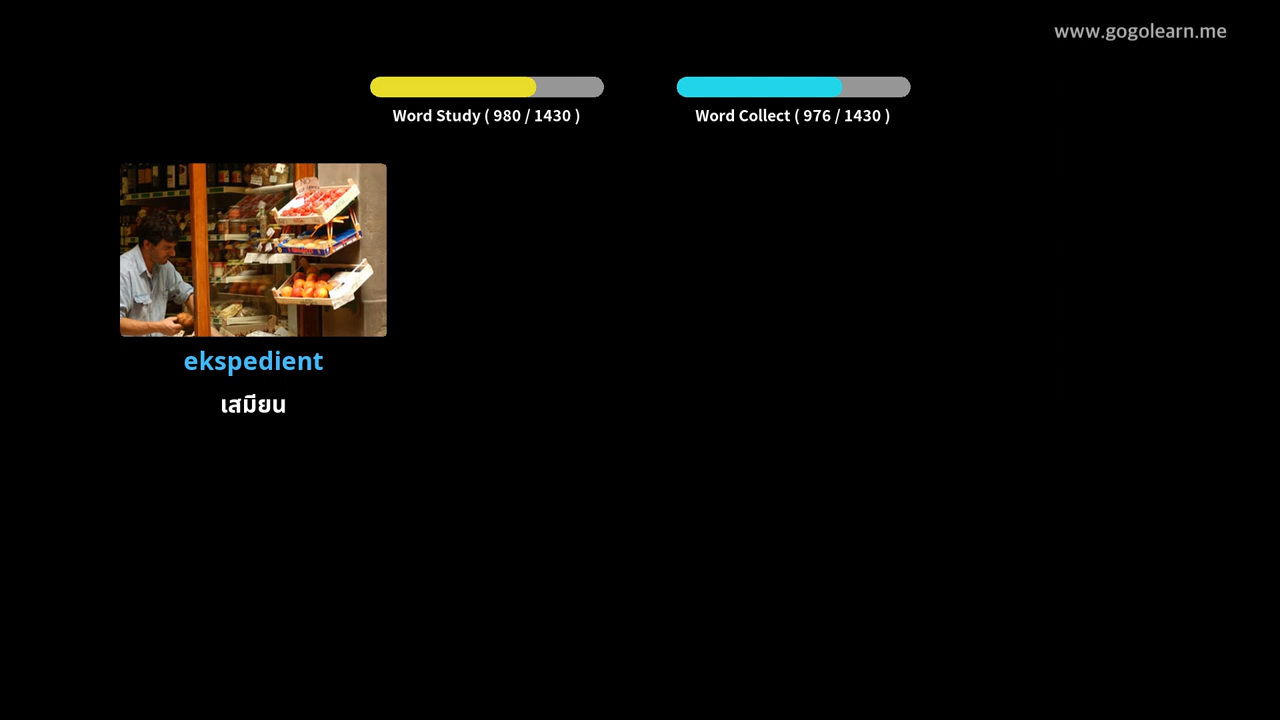 www.gogolearn.me
Word Study ( 980 / 1430 )
Word Collect ( 976 / 1430 )
ekspedient
เสมียน